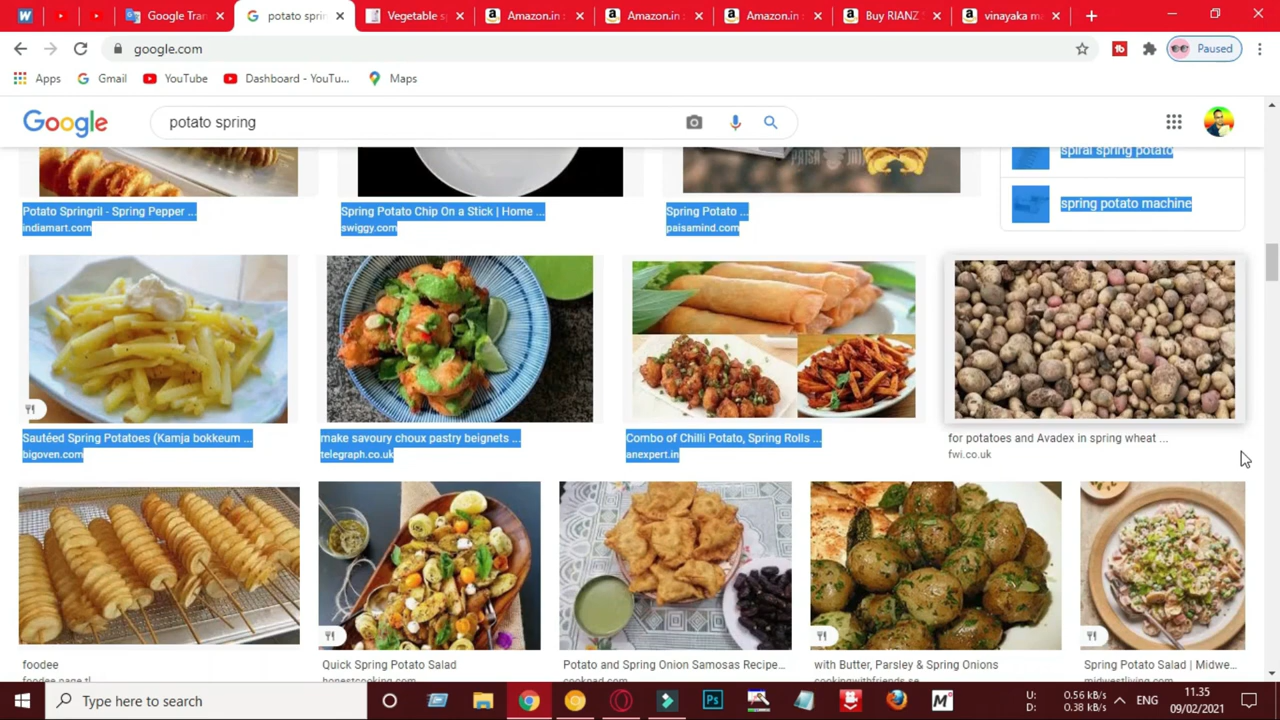 Google Tran
potato sprin
Vegetable s
Amazon.in :
Amazon.in :
Amazon.in :
Buy RIANZ
vinayaka ma
google.com
Paused
Apps
Gmail
YouTube
Dashboard - YouTu...
Maps
Google
potato spring
PAISA
spiral spring potato
Potato Springril - Spring Pepper ...
indiamart.com
Spring Potato Chip On a Stick | Home ...
swiggy.com
Spring Potato ...
paisamind.com
spring potato machine
Sautéed Spring Potatoes (Kamja bokkeum ...
bigoven.com
make savoury choux pastry beignets ...
telegraph.co.uk
Combo of Chilli Potato, Spring Rolls ...
anexpert.in
for potatoes and Avadex in spring wheat ...
fwi.co.uk
foodee
Quick Spring Potato Salad
Potato and Spring Onion Samosas Recipe...
with Butter, Parsley & Spring Onions
Spring Potato Salad | Midwe...
Type here to search
U: 0.56 kB/s
D: 0.38 kB/s
ENG
11.35
09/02/2021